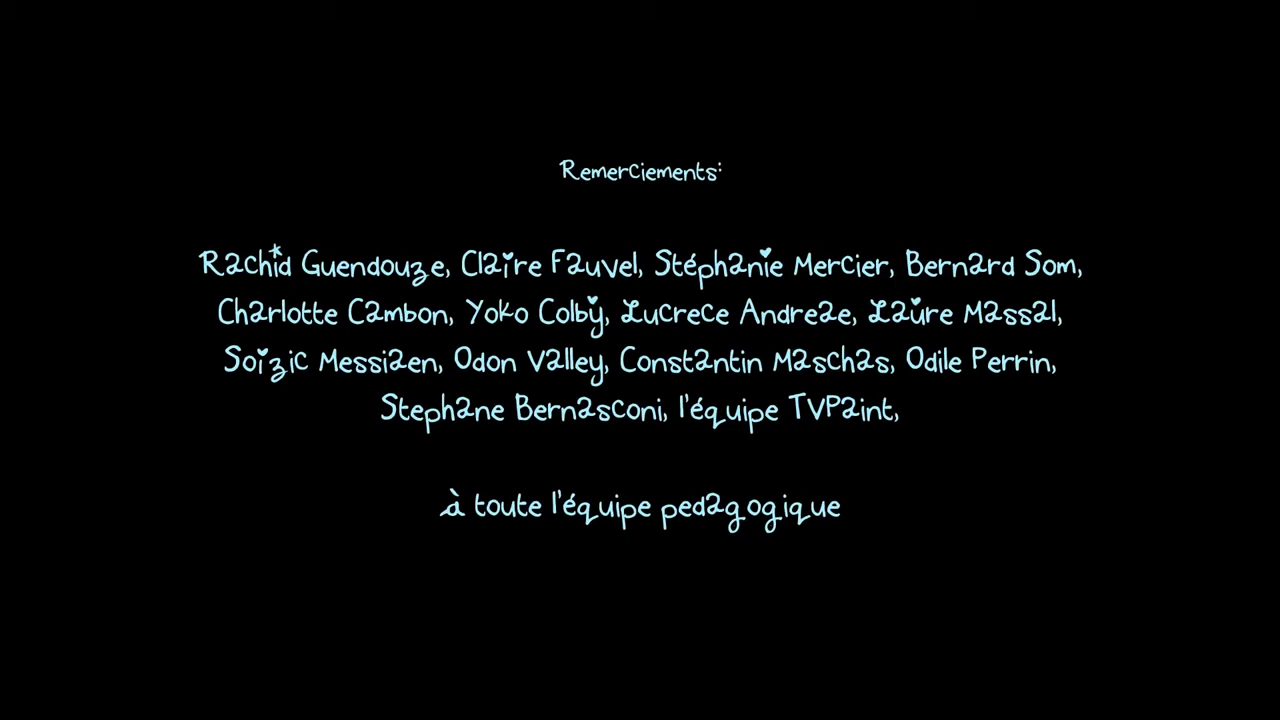 Remerciements:
Rachid Guendouze, Claire Fauvel, Stéphanie Mercier, Bernard Som,
Charlotte Cambon, Yoko Colby, Lucrece Andreae, Laure Massal,
Soizic Messiaen, Odon Valley, Constantin Maschas, Odile Perrin,
Stephane Bernasconi, l'équipe TVPaint,
à toute l'équipe pedagogique